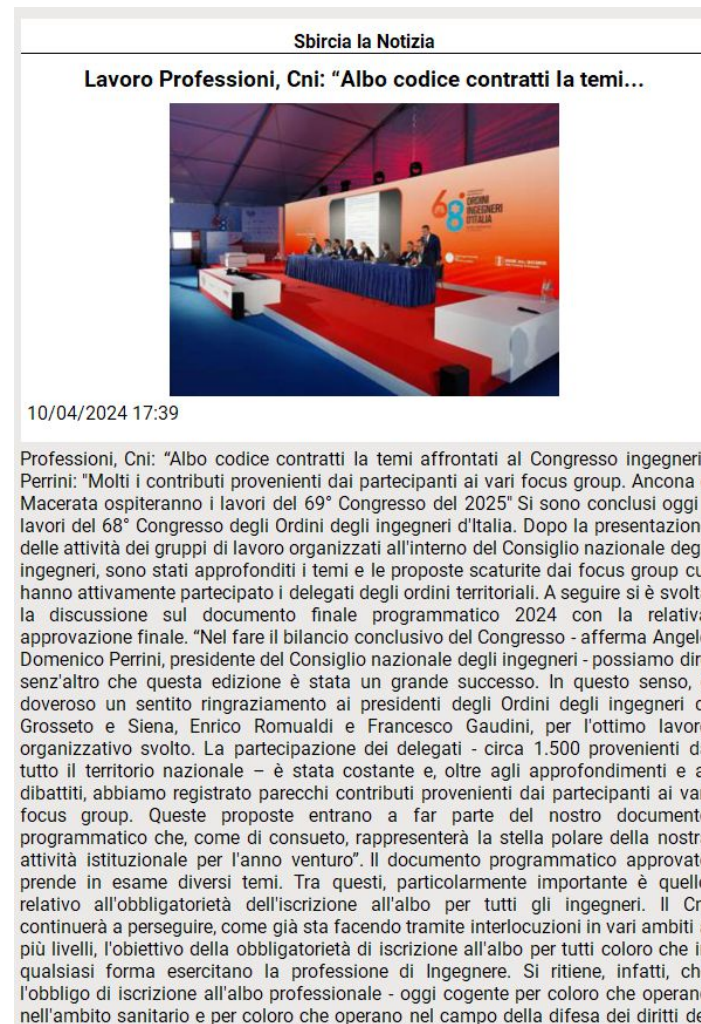 Sbircia la Notizia
Lavoro Professioni, Cni: “Albo codice contratti Ia temi...
68°
ORDINI
INGEGNERI
D'ITALIA
10/04/2024 17:39
Professioni, Cni: “Albo codice contratti Ia temi affrontati al Congresso ingegneri
Perrini: "Molti i contributi provenienti dai partecipanti ai vari focus group. Ancona
Macerata ospiteranno i lavori del 69° Congresso del 2025" Si sono conclusi oggi
lavori del 68° Congresso degli Ordini degli ingegneri d'Italia. Dopo la presentazion
delle attività dei gruppi di lavoro organizzati all'interno del Consiglio nazionale deg
ingegneri, sono stati approfonditi i temi e le proposte scaturite dai focus group cu
hanno attivamente partecipato i delegati degli ordini territoriali. A seguire si è svolt
la discussione sul documento finale programmatico 2024 con la relativa
approvazione finale. “Nel fare il bilancio conclusivo del Congresso - afferma Angelo
Domenico Perrini, presidente del Consiglio nazionale degli ingegneri - possiamo dir
senz'altro che questa edizione è stata un grande successo. In questo senso,
doveroso un sentito ringraziamento ai presidenti degli Ordini degli ingegneri d
Grosseto e Siena, Enrico Romualdi e Francesco Gaudini, per l'ottimo lavor
organizzativo svolto. La partecipazione dei delegati - circa 1.500 provenienti da
tutto il territorio nazionale – è stata costante e, oltre agli approfondimenti e a
dibattiti, abbiamo registrato parecchi contributi provenienti dai partecipanti ai var
focus group. Queste proposte entrano a far parte del nostro document
programmatico che, come di consueto, rappresenterà la stella polare della nostr
attività istituzionale per l'anno venturo”. Il documento programmatico approvat
prende in esame diversi temi. Tra questi, particolarmente importante è quell
relativo all'obbligatorietà dell'iscrizione all'albo per tutti gli ingegneri. Il Cn
continuerà a perseguire, come già sta facendo tramite interlocuzioni in vari ambiti
più livelli, l'obiettivo della obbligatorietà di iscrizione all'albo per tutti coloro che i
qualsiasi forma esercitano la professione di Ingegnere. Si ritiene, infatti, ch
l'obbligo di iscrizione all'albo professionale - oggi cogente per coloro che operan
nell'ambito sanitario e per coloro che operano nel campo della difesa dei diritti de